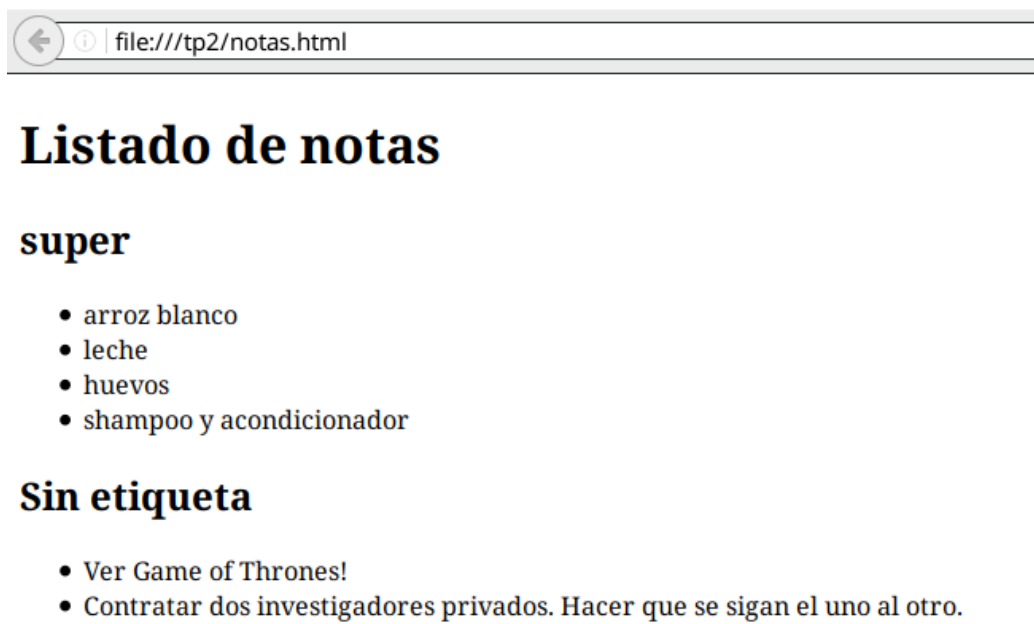 file:///tp2/notas.html
Listado de notas
super
arroz blanco
leche
huevos
shampoo y acondicionador
Sin etiqueta
Ver Game of Thrones!
Contratar dos investigadores privados. Hacer que se sigan el uno al otro.